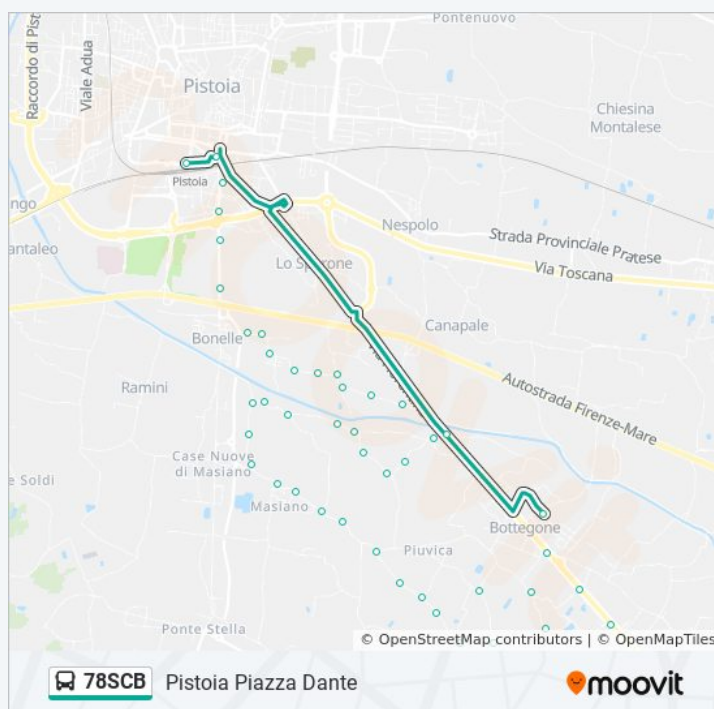 Pontenuovo
Raccordo di Pist
Viale Adua
Pistoia
Chiesina
Montalese
Pistoia
ngo
Nespolo
Strada Provinciale Pratese
antaleo
Lo Sperone
Via Toscana
Canapale
Bonelle
Autostrada Firenze-Mare
Ramini
Case Nuove
di Masiano
e Soldi
Masiano
Bottegone
Piuvica
Ponte Stella
© OpenStreetMap contributors | © OpenMapTiles
78SCB
Pistoia Piazza Dante
moovit